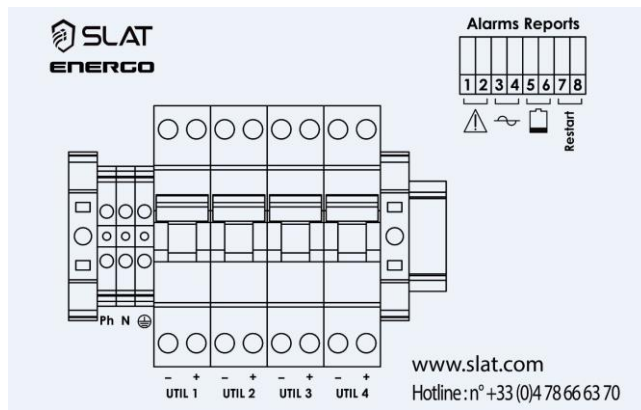 SLAT
ENERGO
Alarms Reports
1 2 3 4 5 6 7 8
Restart
Ph N
- + - + - + - +
UTIL 1 UTIL 2 UTIL 3 UTIL 4
www.slat.com
Hotline : n° +33 (0)4 78 66 63 70